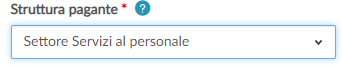 Struttura pagante * ?
Settore Servizi al personale